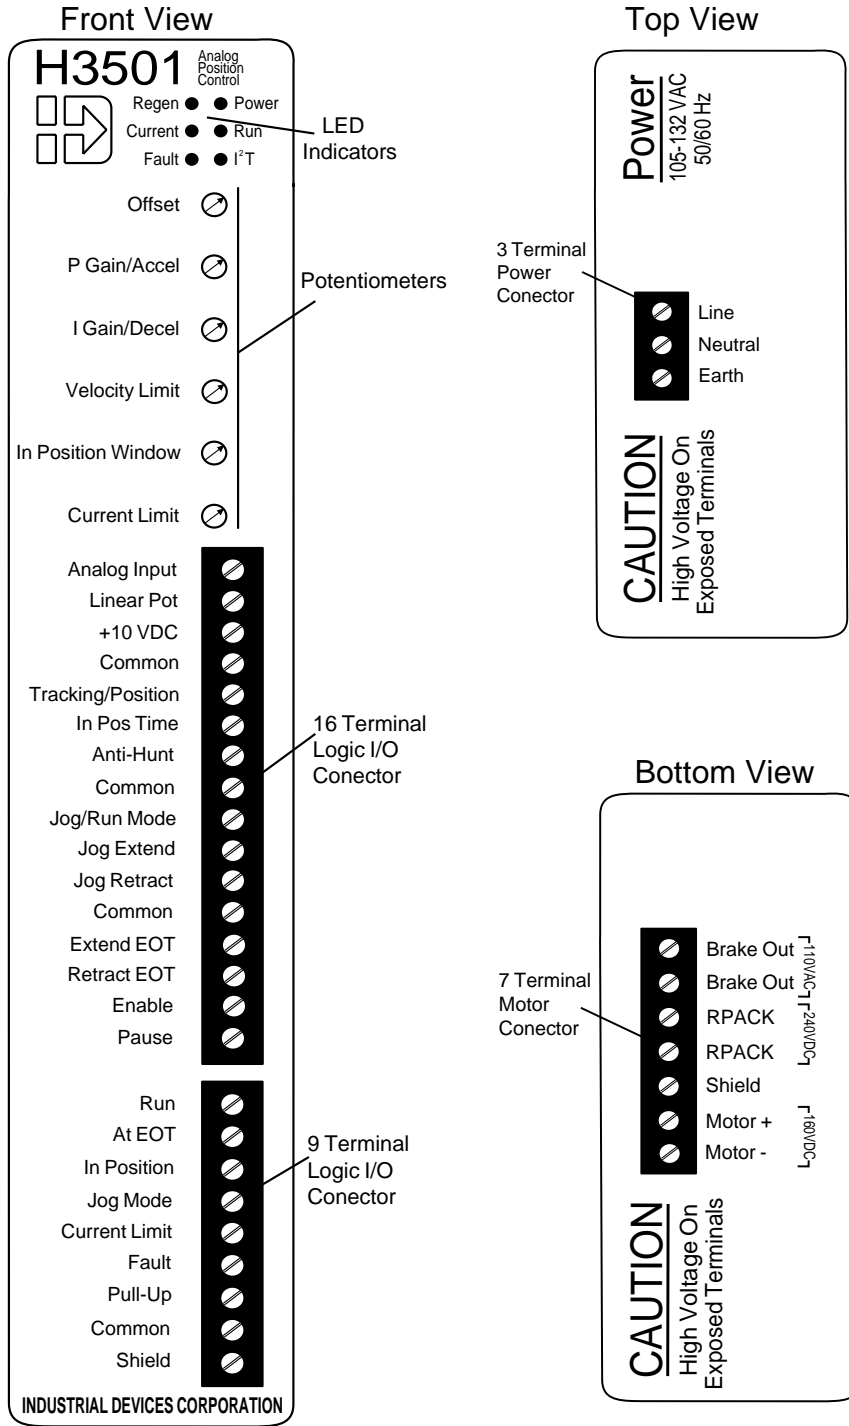 Front View
H3501
Analog
Position
Control
Regen
Power
Current
Run
Fault
I²T
LED
Indicators
Offset
P Gain/Accel
I Gain/Decel
Velocity Limit
In Position Window
Current Limit
Potentiometers
Analog Input
Linear Pot
+10 VDC
Common
Tracking/Position
In Pos Time
Anti-Hunt
Common
Jog/Run Mode
Jog Extend
Jog Retract
Common
Extend EOT
Retract EOT
Enable
Pause
16 Terminal
Logic I/O
Conector
Run
At EOT
In Position
Jog Mode
Current Limit
Fault
Pull-Up
Common
Shield
9 Terminal
Logic I/O
Conector
INDUSTRIAL DEVICES CORPORATION
Top View
Power
105-132 VAC
50/60 Hz
3 Terminal
Power
Conector
Line
Neutral
Earth
CAUTION
High Voltage On
Exposed Terminals
Bottom View
7 Terminal
Motor
Conector
Brake Out
Brake Out
110VAC
RPACK
RPACK
240VDC
Shield
Motor +
Motor -
160VDC
CAUTION
High Voltage On
Exposed Terminals